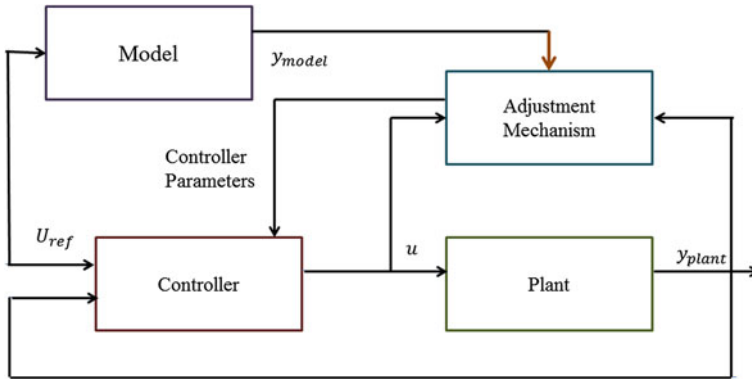 Model
y_model
Adjustment
Mechanism
Controller
Parameters
U_ref
Controller
u
Plant
y_plant